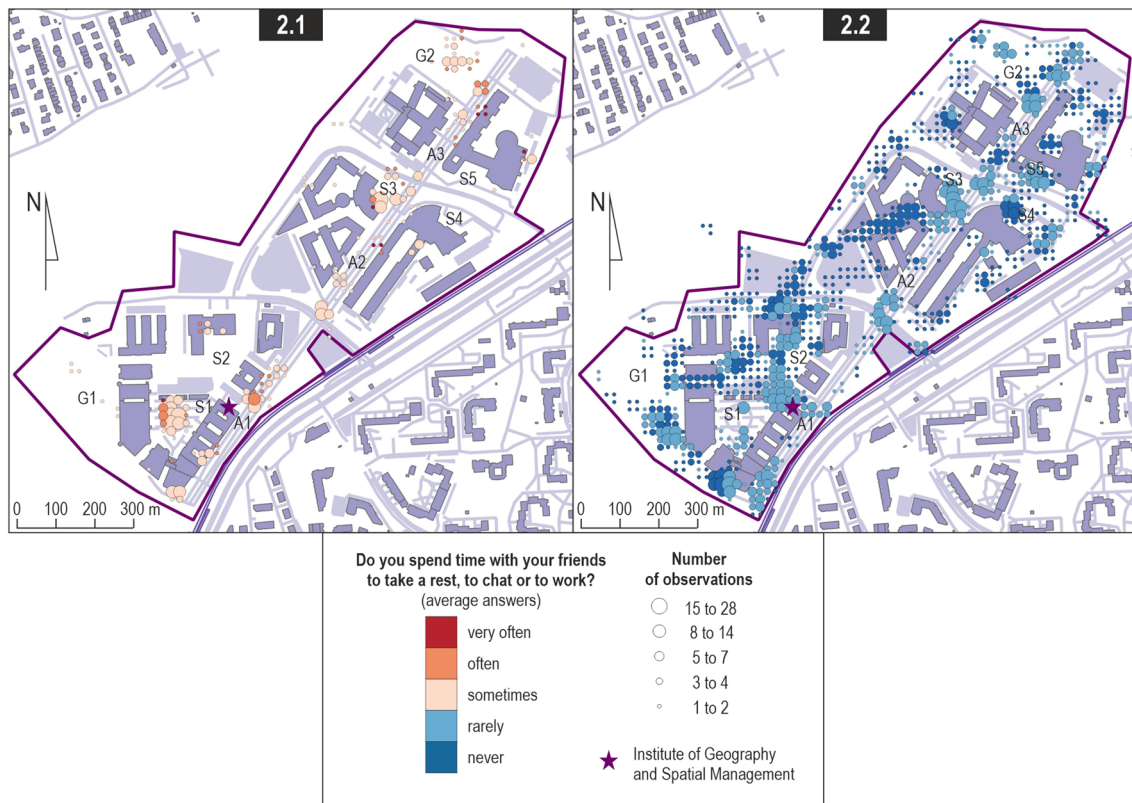 2.1
G2
A3
S3
S5
S4
N
A2
S2
G1
S1
A1
0 100 200 300 m
2.2
G2
A3
S3
S5
S4
N
A2
S2
G1
S1
A1
0 100 200 300 m
Do you spend time with your friends
to take a rest, to chat or to work?
(average answers)
very often
often
sometimes
rarely
never
Number
of observations
15 to 28
8 to 14
5 to 7
3 to 4
1 to 2
Institute of Geography
and Spatial Management